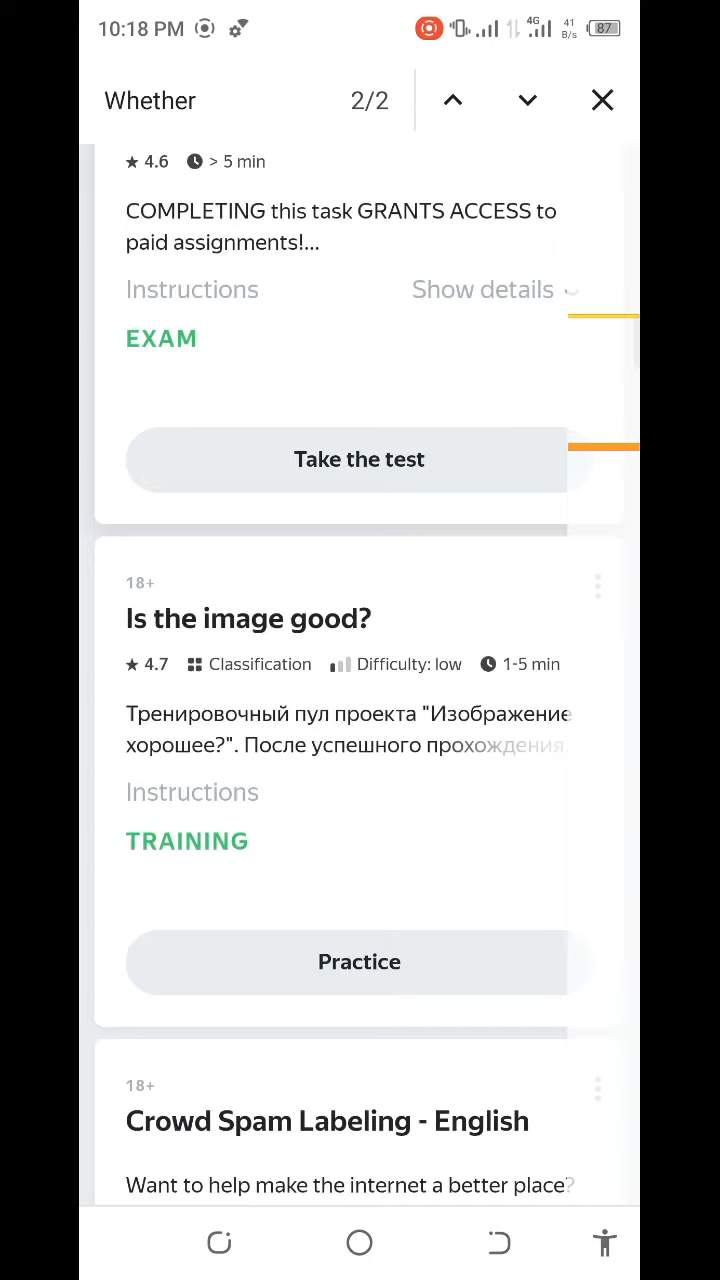 10:18 PM 4G 41 B/s 87
Whether 2/2
4.6 > 5 min
COMPLETING this task GRANTS ACCESS to
paid assignments!...
Instructions Show details
EXAM
Take the test
18+
Is the image good?
4.7 Classification Difficulty: low 1-5 min
Тренировочный пул проекта "Изображение
хорошее?". После успешного прохождения
Instructions
TRAINING
Practice
18+
Crowd Spam Labeling - English
Want to help make the internet a better place?